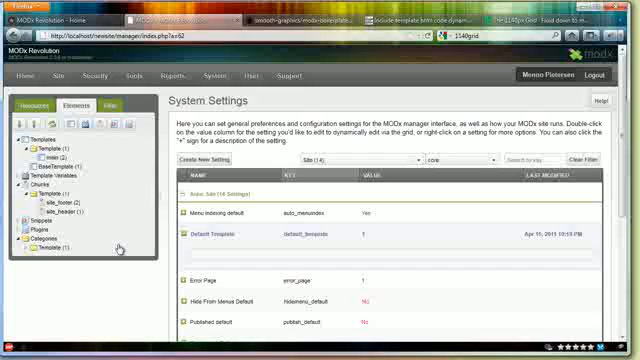 Firefox
MODx Revolution - Home
MODx Revolution
smooth-graphics/modx-boilerplate...
include template htm code dynam...
The 1140px Grid · Fluid down to m...
http://localhost/newsite/manager/index.php?a=62
1140grid
MODx Revolution
modx
Home Site Security Tools Reports System User Support
Menno Pietersen Logout
Resources Elements Files
System Settings
Help!
Here you can set general preferences and configuration settings for the MODx manager interface, as well as how your MODx site runs. Double-click
on the value column for the setting you'd like to edit to dynamically edit via the grid, or right-click on a setting for more options. You can also click the
"+" sign for a description of the setting.
Create New Setting Site (14) core Search by key... Clear Filter
NAME KEY VALUE LAST MODIFIED
Area: Site (14 Settings)
Menu Indexing default auto_menuindex Yes
Default Template default_template 1 Apr 15, 2011 10:19 PM
Error Page error_page 1
Hide From Menus Default hidemenu_default No
Published default publish_default No
Templates
Template (1)
main (2)
BaseTemplate (1)
Template Variables
Chunks
Template (1)
site_footer (2)
site_header (1)
Snippets
Plugins
Categories
Template (1)